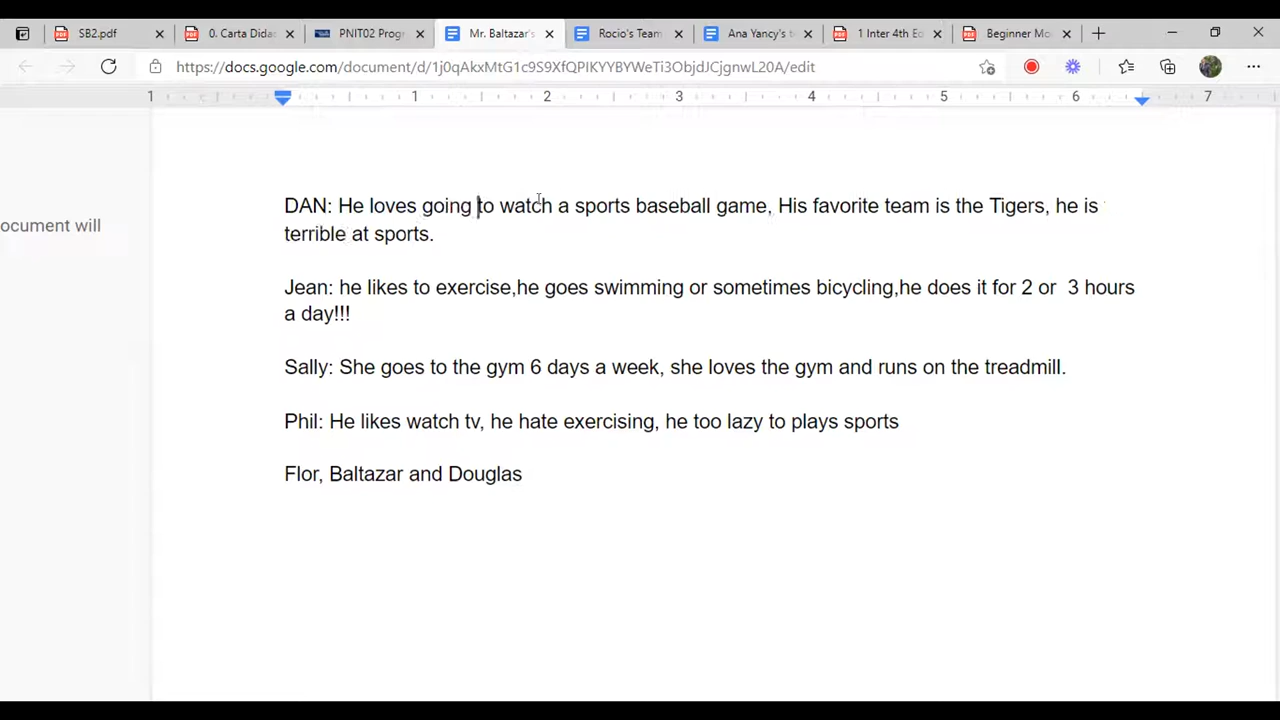 SB2.pdf 0. Carta Didac PNIT02 Progr Mr. Baltazar's Rocio's Team Ana Yancy's t 1 Inter 4th Ed Beginner Mo
https://docs.google.com/document/d/1j0qAkxMtG1c9S9XfQPIKYYBYWeTi3ObjdJCjgnwL20A/edit
1 1 2 3 4 5 6 7
DAN: He loves going to watch a sports baseball game, His favorite team is the Tigers, he is
ocument will
terrible at sports.
Jean: he likes to exercise,he goes swimming or sometimes bicycling,he does it for 2 or 3 hours
a day!!!
Sally: She goes to the gym 6 days a week, she loves the gym and runs on the treadmill.
Phil: He likes watch tv, he hate exercising, he too lazy to plays sports
Flor, Baltazar and Douglas